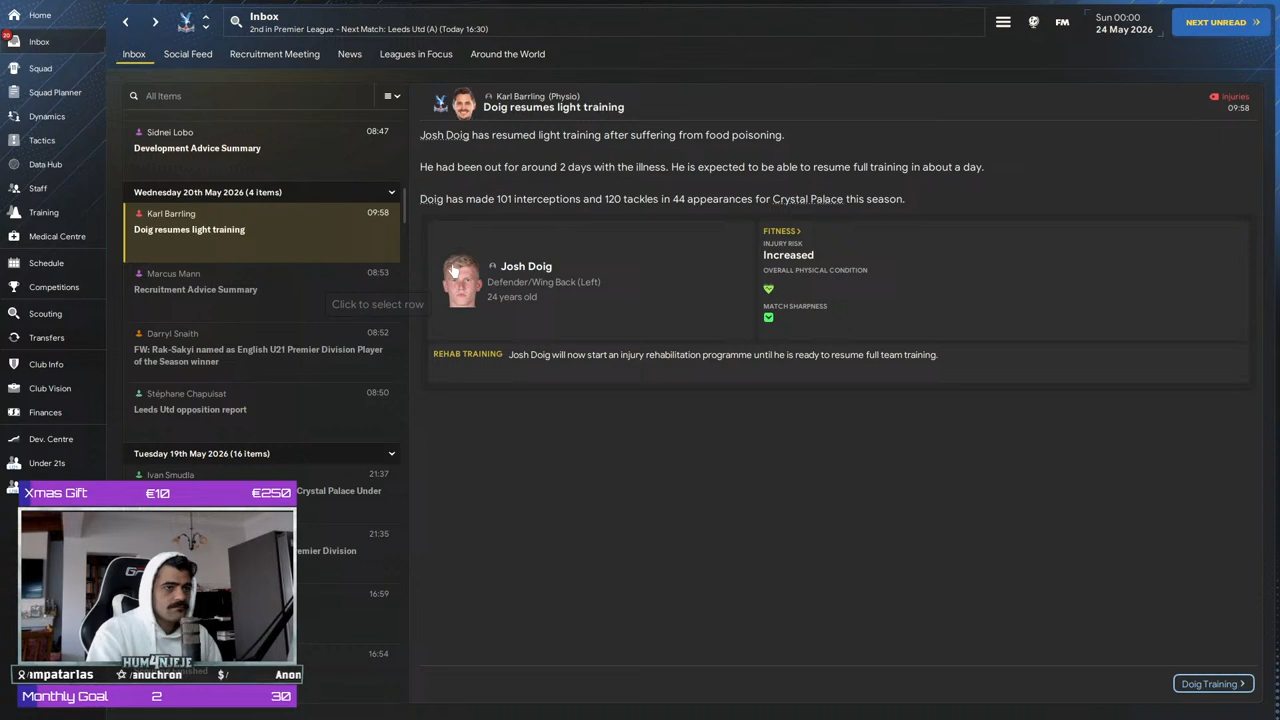 Home
Inbox
20
Squad
Squad Planner
Dynamics
Tactics
Data Hub
Staff
Training
Medical Centre
Schedule
Competitions
Scouting
Transfers
Club Info
Club Vision
Finances
Dev. Centre
Under 21s
Inbox
2nd in Premier League - Next Match: Leeds Utd (A) (Today 16:30)
FM
Sun 00:00
24 May 2026
NEXT UNREAD
Inbox
Social Feed
Recruitment Meeting
News
Leagues in Focus
Around the World
All Items
Sidnei Lobo
08:47
Development Advice Summary
Wednesday 20th May 2026 (4 items)
Karl Barrling
09:58
Doig resumes light training
Marcus Mann
08:53
Recruitment Advice Summary
Click to select row
Darryl Snaith
08:52
FW: Rak-Sakyi named as English U21 Premier Division Player
of the Season winner
Stéphane Chapuisat
08:50
Leeds Utd opposition report
Tuesday 19th May 2026 (16 items)
Ivan Smudla
21:37
Crystal Palace Under
21:35
remier Division
16:59
16:54
Karl Barrling (Physio)
Doig resumes light training
Injuries
09:58
Josh Doig has resumed light training after suffering from food poisoning.
He had been out for around 2 days with the illness. He is expected to be able to resume full training in about a day.
Doig has made 101 interceptions and 120 tackles in 44 appearances for Crystal Palace this season.
Josh Doig
Defender/Wing Back (Left)
24 years old
FITNESS >
INJURY RISK
Increased
OVERALL PHYSICAL CONDITION
MATCH SHARPNESS
REHAB TRAINING
Josh Doig will now start an injury rehabilitation programme until he is ready to resume full team training.
Doig Training >
Xmas Gift
€10
€250
HUM4NJEJE
mpatarlas
/anuchron
$/
Anon
Monthly Goal
2
30